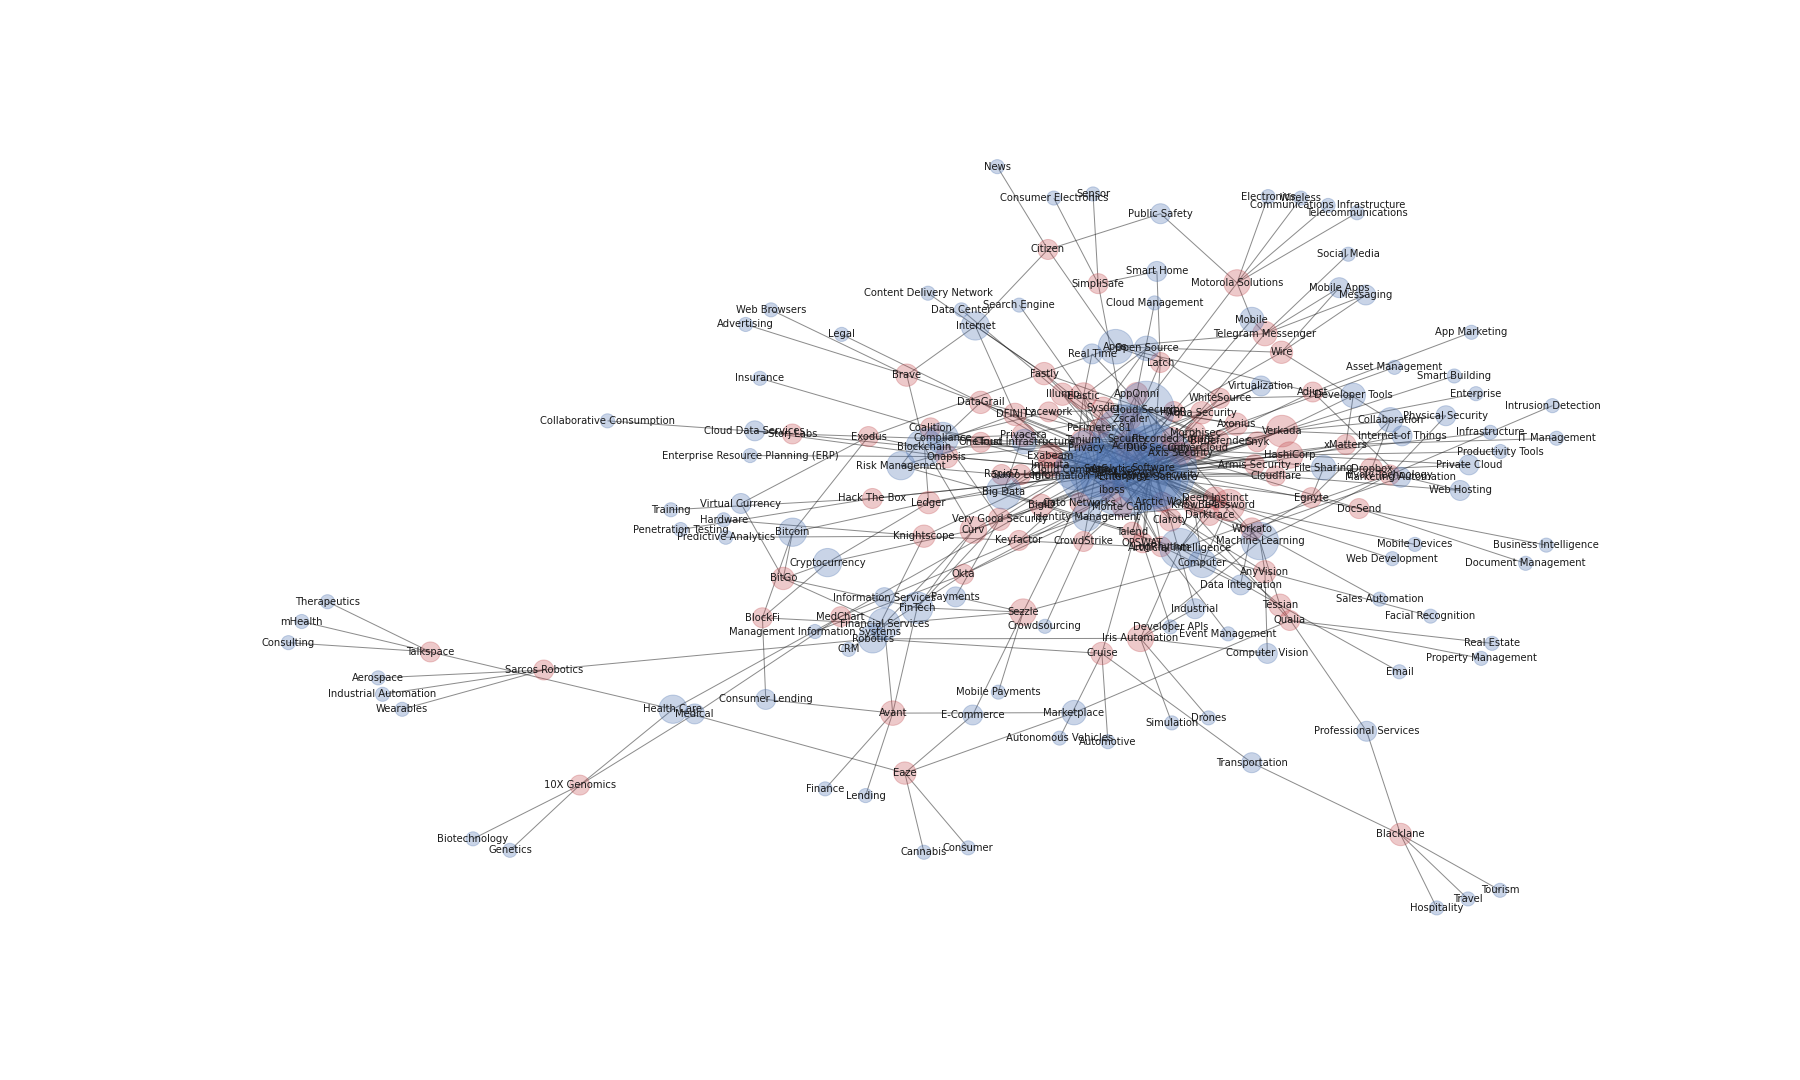 News
Consumer Electronics
Sensor
Public Safety
Electronics
Wireless
Communications Infrastructure
Telecommunications
Citizen
Social Media
Smart Home
SimpliSafe
Motorola Solutions
Mobile Apps
Messaging
Content Delivery Network
Search Engine
Cloud Management
Web Browsers
Data Center
Advertising
Internet
Mobile
Legal
Telegram Messenger
App Marketing
Apps
Open Source
Real Time
Wire
Latch
Asset Management
Insurance
Brave
Fastly
Smart Building
Virtualization
Illumio
Elastic
AppOmni
WhiteSource
Adjust
Developer Tools
Enterprise
DataGrail
Intrusion Detection
Sysdig
Cloud Security
DFINITY
Lacework
Aqua Security
Physical Security
Collaborative Consumption
Zscaler
Collaboration
Axonius
Coalition
Perimeter 81
Cloud Data Services
Storj Labs
Exodus
Privacera
Verkada
Internet of Things
Infrastructure
IT Management
Compliance
Security
Recorded Future
Morphisec
Bitdefender
Snyk
xMatters
Blockchain
Tanium
Acronis
Duo Security
CyberCloud
Privacy
Axis Security
Productivity Tools
Enterprise Resource Planning (ERP)
Onapsis
Exabeam
HashiCorp
Risk Management
Immuta
Armis Security
File Sharing
Dropbox
Private Cloud
Rapid7
Software
Cloudflare
Marketing Automation
Big Data
iboss
Web Hosting
Hack The Box
Ledger
Deep Instinct
Egnyte
Virtual Currency
BigID
Cato Networks
Monte Carlo
Arctic Wolf
KnowBe4
1Password
DocSend
Training
Hardware
Very Good Security
Identity Management
Claroty
Darktrace
Penetration Testing
Bitcoin
Curv
Talend
Workato
Predictive Analytics
Knightscope
Keyfactor
CrowdStrike
OPSWAT
Machine Learning
Mobile Devices
Business Intelligence
Artificial Intelligence
Web Development
Document Management
Cryptocurrency
Computer
BitGo
Okta
AnyVision
Data Integration
Information Services
Payments
Sales Automation
Therapeutics
FinTech
Industrial
Tessian
Facial Recognition
mHealth
BlockFi
MedChart
Sezzle
Qualia
Financial Services
Crowdsourcing
Developer APIs
Event Management
Management Information Systems
Consulting
Robotics
Iris Automation
Real Estate
CRM
Talkspace
Cruise
Computer Vision
Property Management
Sarcos Robotics
Email
Aerospace
Industrial Automation
Mobile Payments
Consumer Lending
Wearables
Health Care
Medical
Avant
E-Commerce
Marketplace
Simulation
Drones
Professional Services
Autonomous Vehicles
Automotive
Transportation
Eaze
10X Genomics
Finance
Lending
Blacklane
Biotechnology
Genetics
Cannabis
Consumer
Tourism
Travel
Hospitality